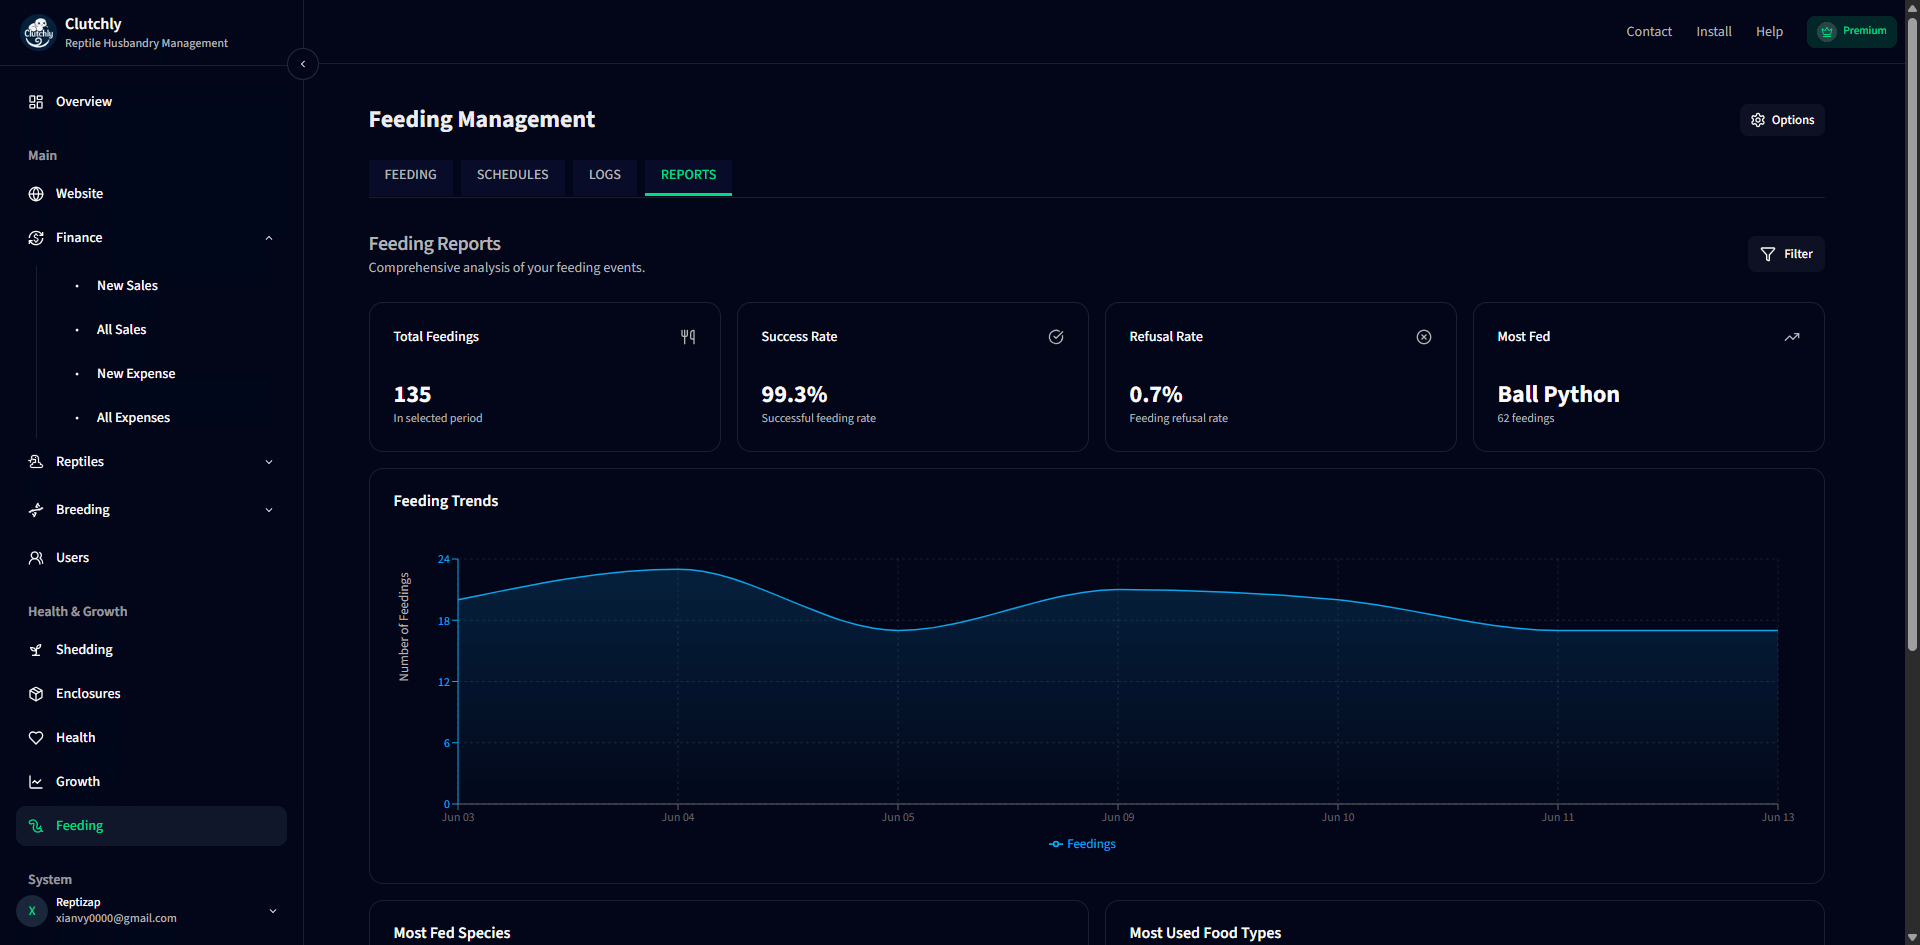 Clutchly
Clutchly
Reptile Husbandry Management
Contact
Install
Help
Premium
Overview
Main
Website
Finance
New Sales
All Sales
New Expense
All Expenses
Reptiles
Breeding
Users
Health & Growth
Shedding
Enclosures
Health
Growth
Feeding
System
X
Reptizap
xianvy0000@gmail.com
Feeding Management
Options
FEEDING
SCHEDULES
LOGS
REPORTS
Feeding Reports
Comprehensive analysis of your feeding events.
Filter
Total Feedings
135
In selected period
Success Rate
99.3%
Successful feeding rate
Refusal Rate
0.7%
Feeding refusal rate
Most Fed
Ball Python
62 feedings
Feeding Trends
Number of Feedings
24
18
12
6
0
Jun 03
Jun 04
Jun 05
Jun 09
Jun 10
Jun 11
Jun 13
Feedings
Most Fed Species
Most Used Food Types